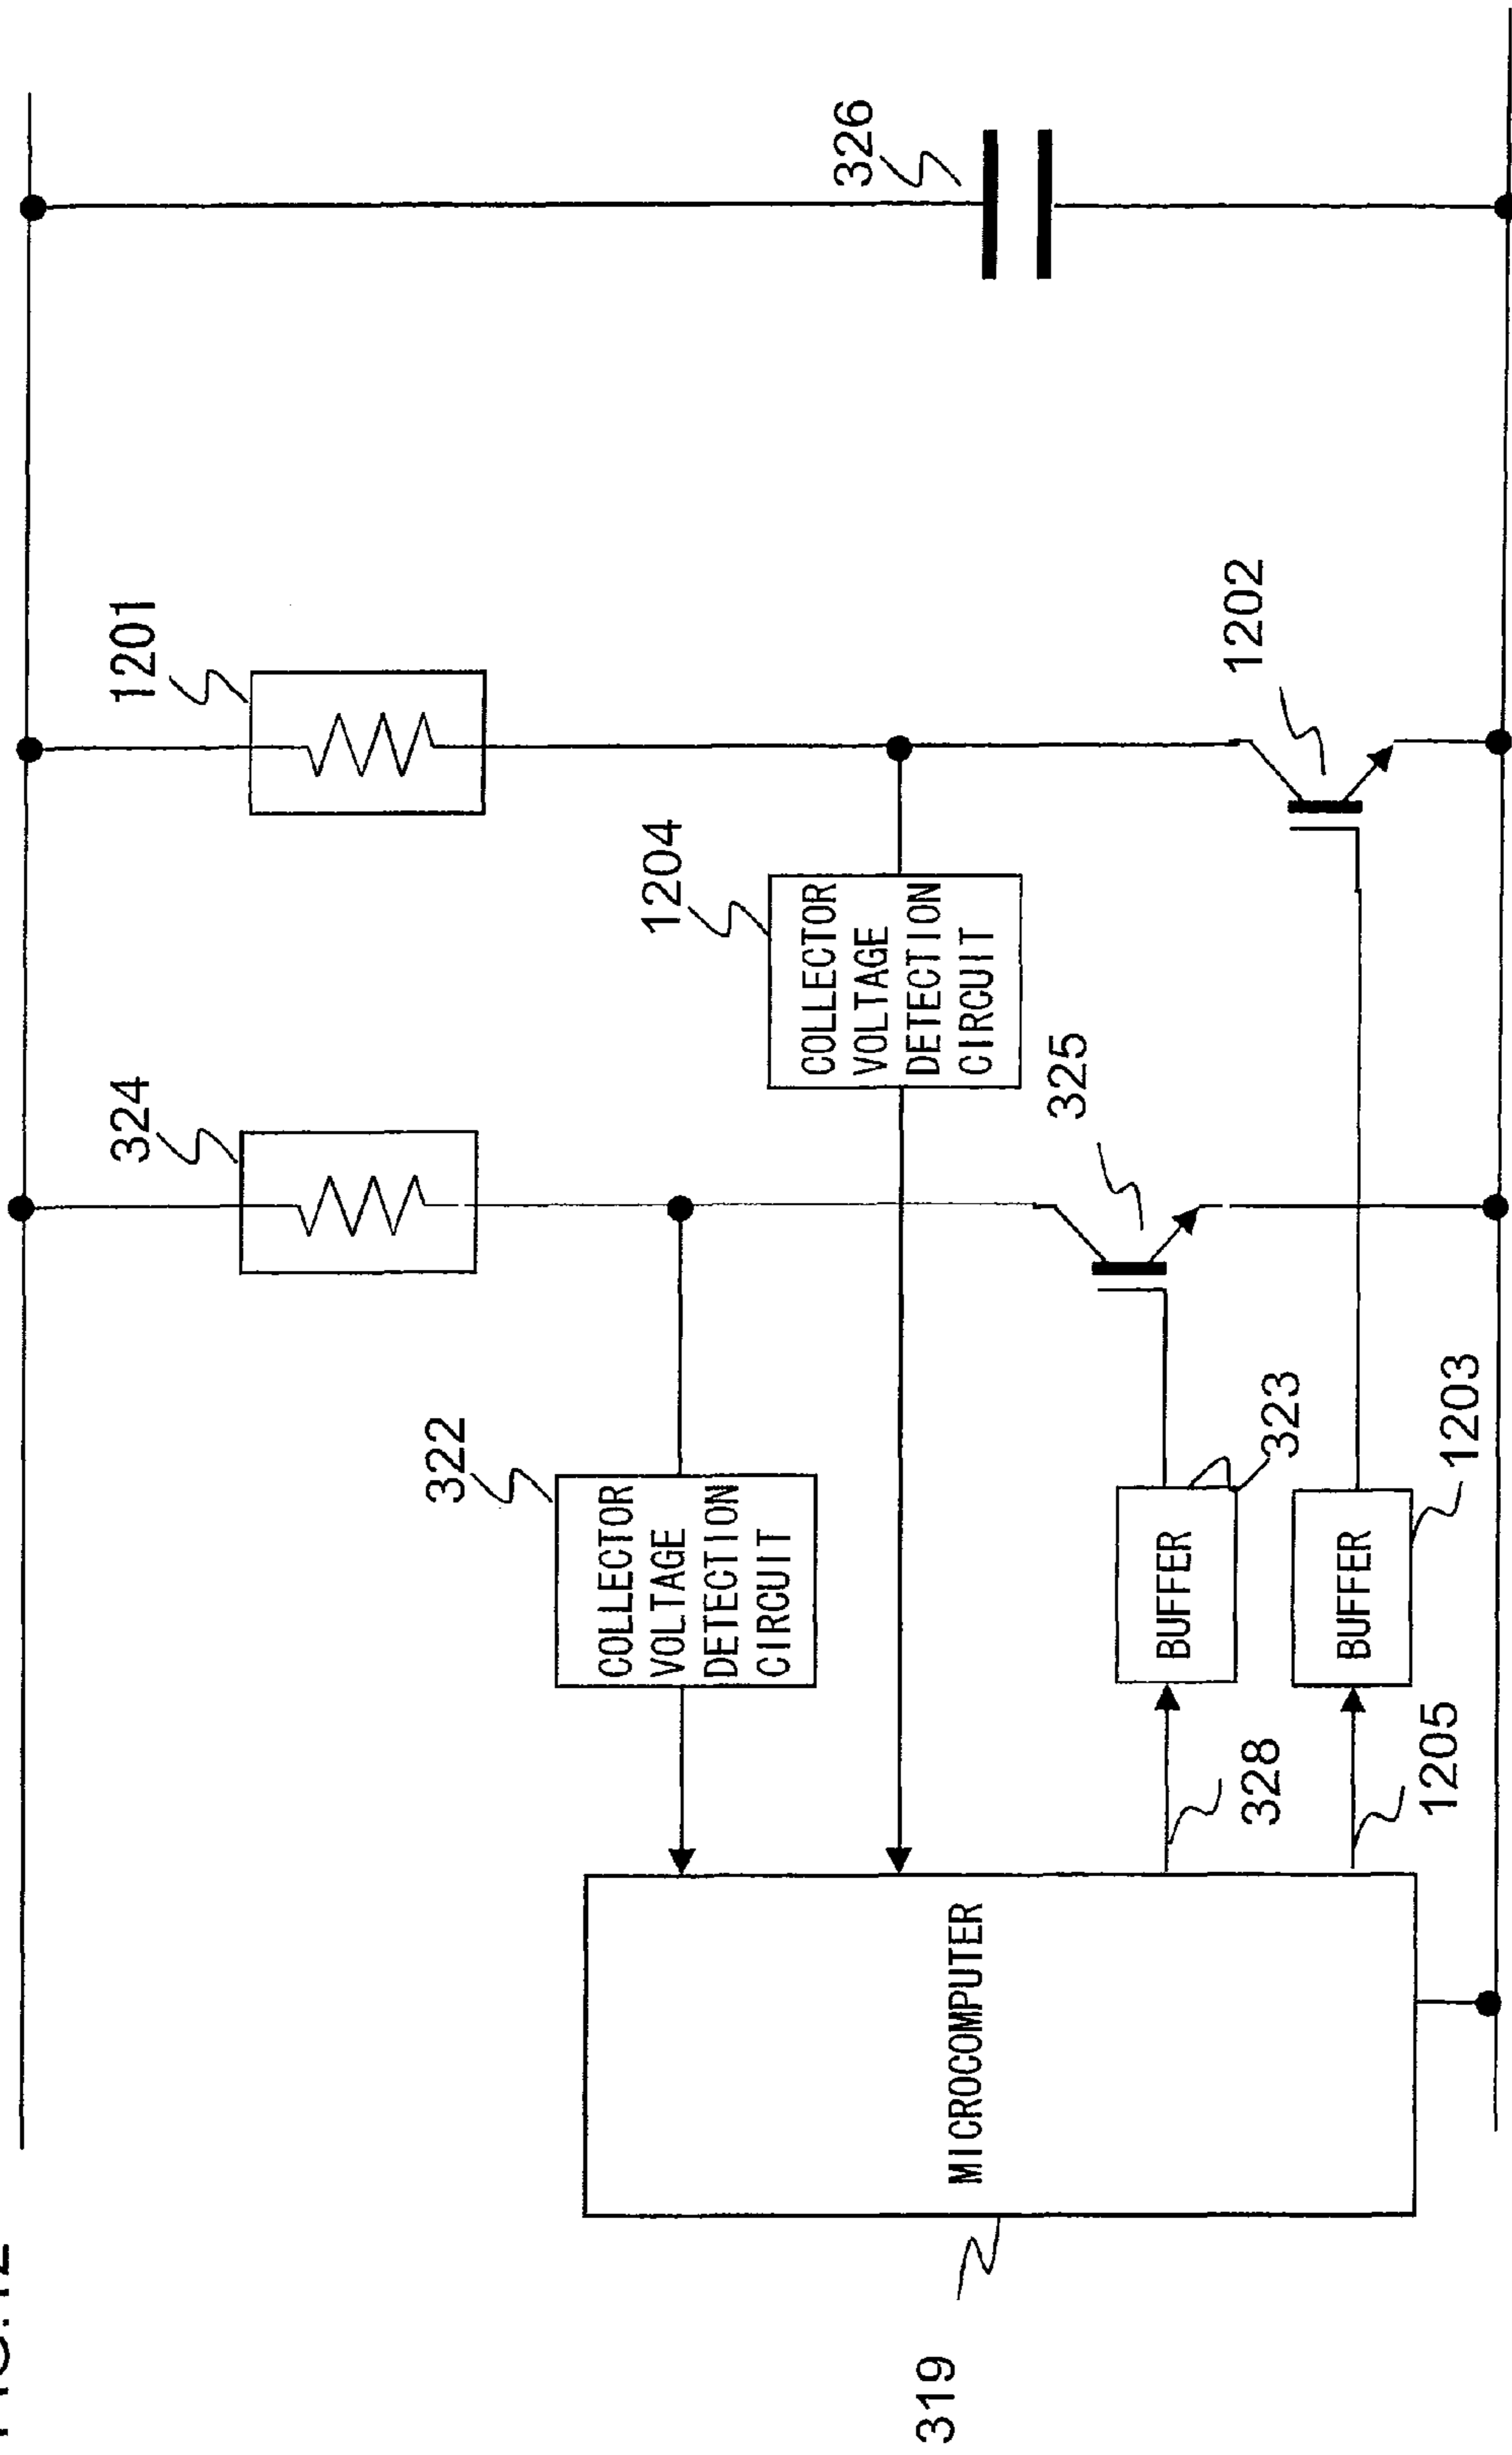 FIG.12
324
1201
322
COLLECTOR
VOLTAGE
DETECTION
CIRCUIT
1204
COLLECTOR
VOLTAGE
DETECTION
CIRCUIT
326
319
MICROCOMPUTER
325
BUFFER
1202
328
323
BUFFER
1205
1203